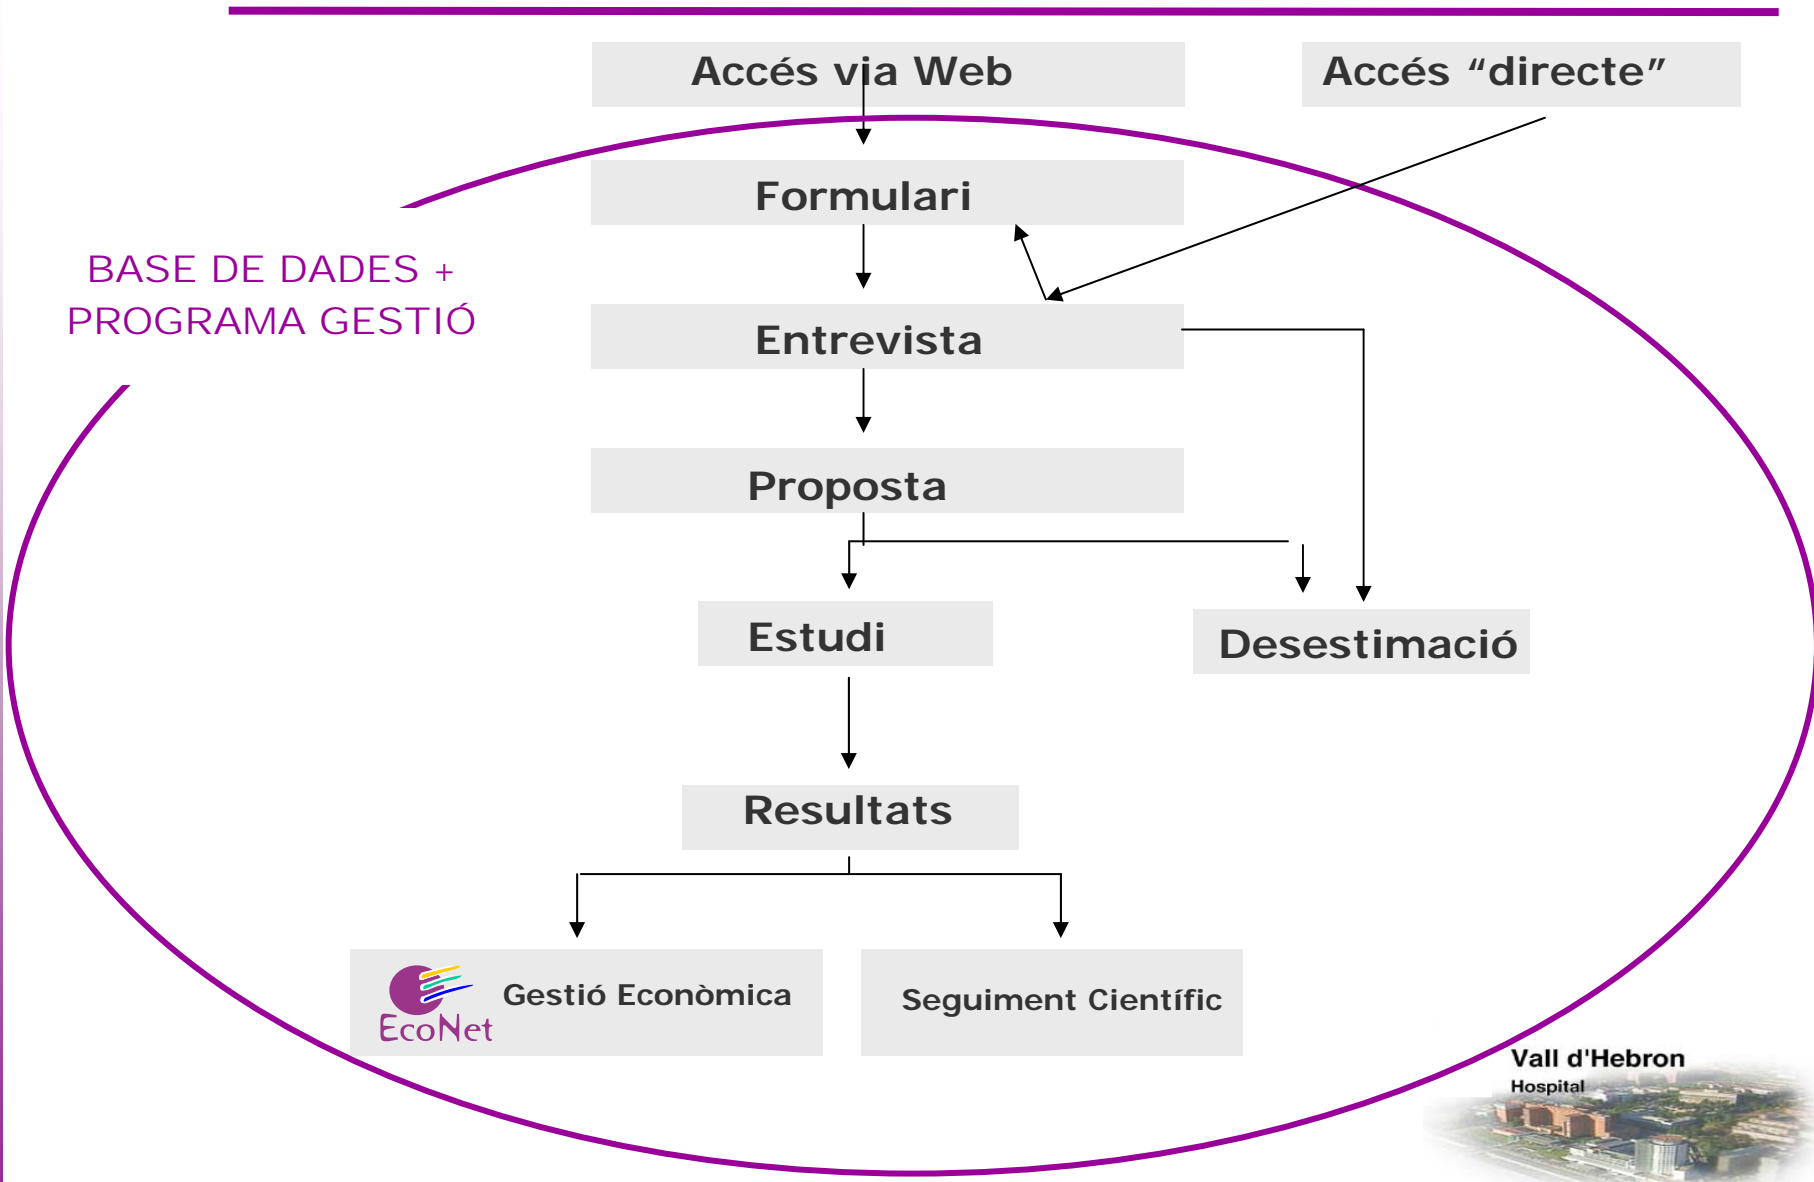 Accés via Web
Accés “directe”
Formulari
BASE DE DADES +
PROGRAMA GESTIÓ
Entrevista
Proposta
Estudi
Desestimació
Resultats
EcoNet
Gestió Econòmica
Seguiment Científic
Vall d'Hebron
Hospital